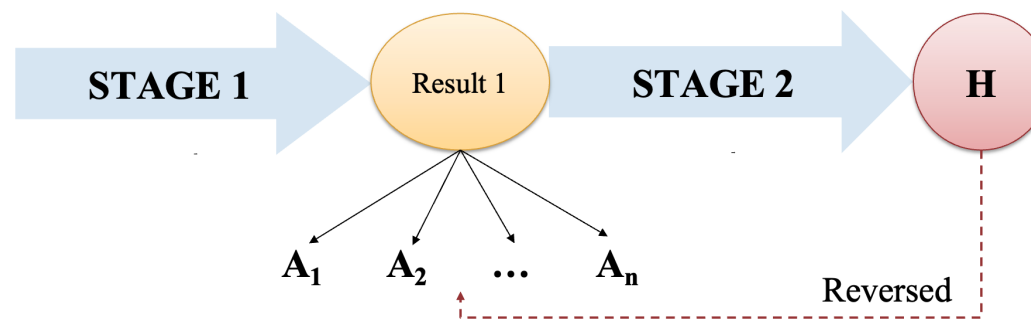 STAGE 1
Result 1
STAGE 2
H
A₁ A₂ ... Aₙ
Reversed